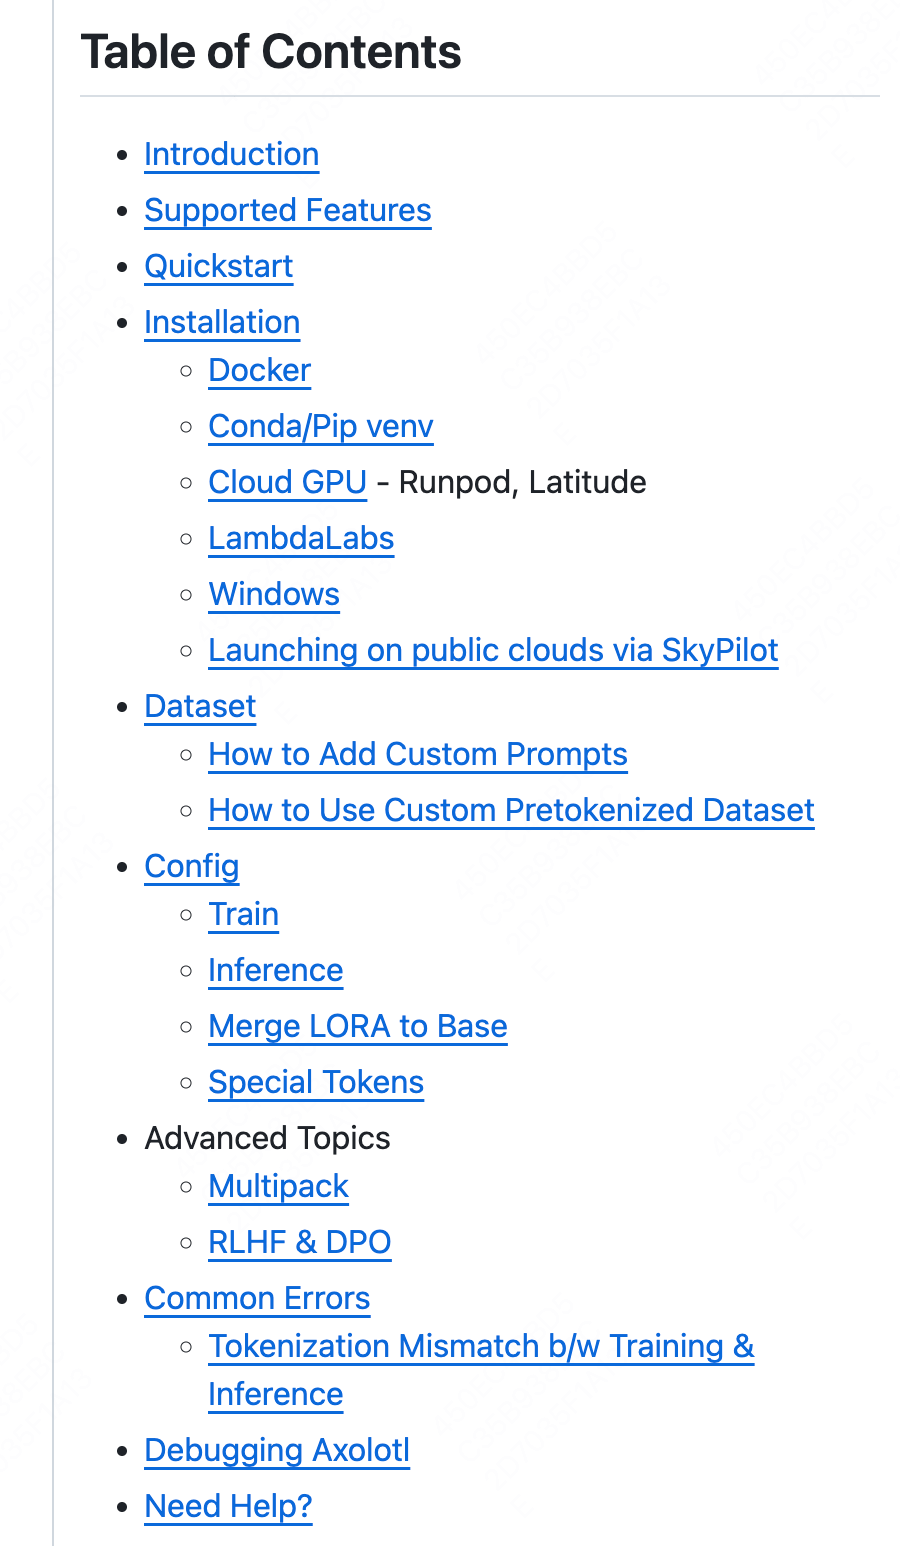 Table of Contents
Introduction
Supported Features
Quickstart
Installation
Docker
Conda/Pip venv
Cloud GPU - Runpod, Latitude
LambdaLabs
Windows
Launching on public clouds via SkyPilot
Dataset
How to Add Custom Prompts
How to Use Custom Pretokenized Dataset
Config
Train
Inference
Merge LORA to Base
Special Tokens
Advanced Topics
Multipack
RLHF & DPO
Common Errors
Tokenization Mismatch b/w Training &
Inference
Debugging Axolotl
Need Help?